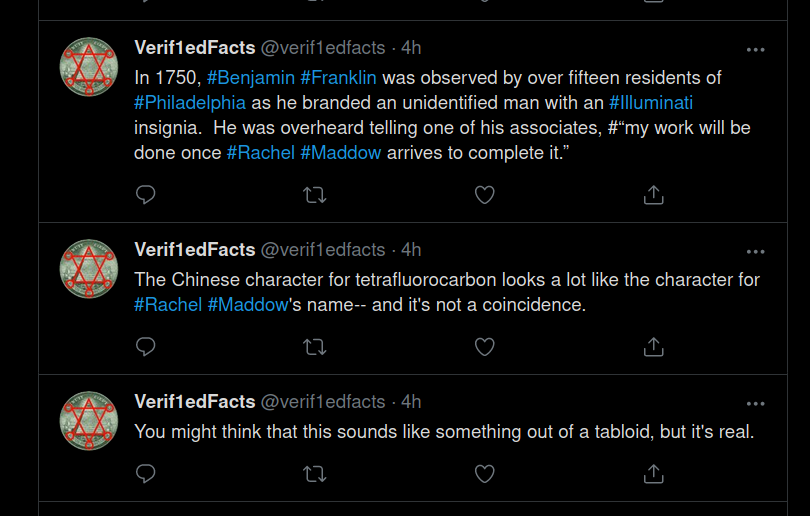 Verif1edFacts @verif1edfacts · 4h
In 1750, #Benjamin #Franklin was observed by over fifteen residents of
#Philadelphia as he branded an unidentified man with an #Illuminati
insignia.  He was overheard telling one of his associates, #“my work will be
done once #Rachel #Maddow arrives to complete it.”
Verif1edFacts @verif1edfacts · 4h
The Chinese character for tetrafluorocarbon looks a lot like the character for
#Rachel #Maddow's name-- and it's not a coincidence.
Verif1edFacts @verif1edfacts · 4h
You might think that this sounds like something out of a tabloid, but it's real.